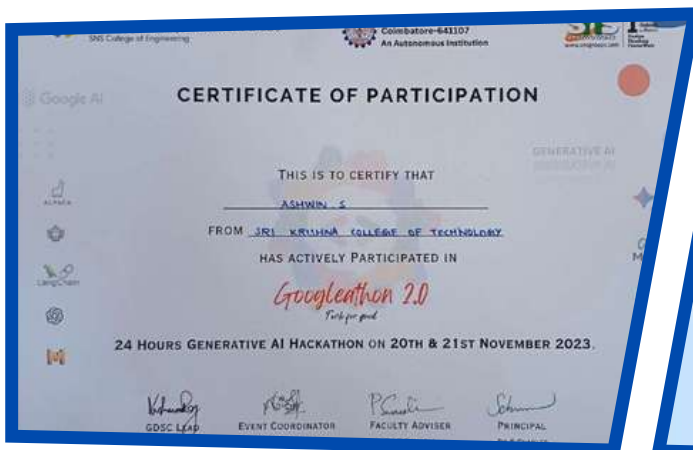 SNS College of Engineering
Coimbatore-641107
An Autonomous Institution
Google AI
CERTIFICATE OF PARTICIPATION
GENERATIVE AI
THIS IS TO CERTIFY THAT
ASHWIN. S
ALPACA
FROM SRI KRISHNA COLLEGE OF TECHNOLOGY
HAS ACTIVELY PARTICIPATED IN
LangChain
Googleathon 2.0
Tech for good
24 HOURS GENERATIVE AI HACKATHON ON 20TH & 21ST NOVEMBER 2023.
GDSC LEAD
EVENT COORDINATOR
FACULTY ADVISER
PRINCIPAL